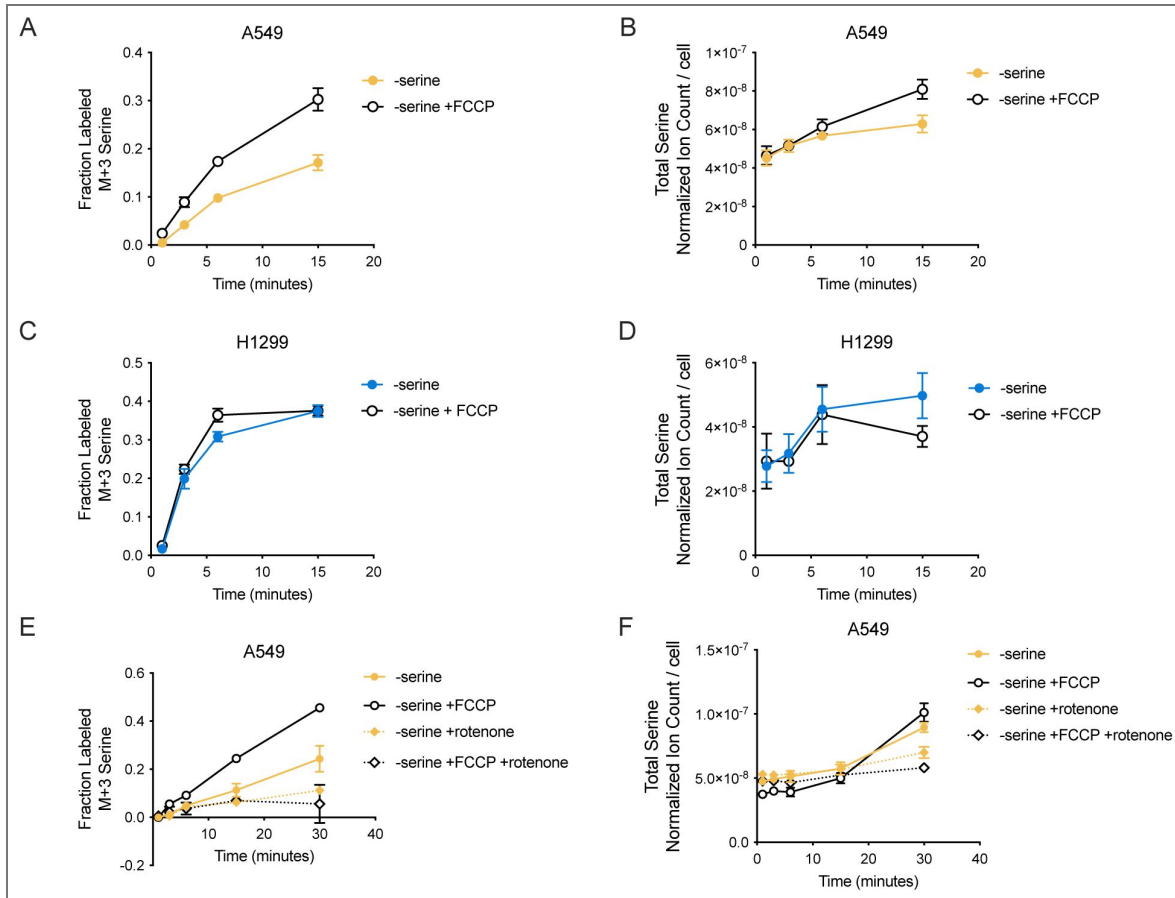 A
A549
Fraction Labeled
M+3 Serine
0.4
0.3
0.2
0.1
0.0
0 5 10 15 20
Time (minutes)
-serine
-serine +FCCP
B
A549
Total Serine
Normalized Ion Count / cell
1×10⁻⁷
8×10⁻⁸
6×10⁻⁸
4×10⁻⁸
2×10⁻⁸
0
0 5 10 15 20
Time (minutes)
-serine
-serine +FCCP
C
H1299
Fraction Labeled
M+3 Serine
0.5
0.4
0.3
0.2
0.1
0.0
0 5 10 15 20
Time (minutes)
-serine
-serine + FCCP
D
H1299
Total Serine
Normalized Ion Count / cell
6×10⁻⁸
4×10⁻⁸
2×10⁻⁸
0
0 5 10 15 20
Time (minutes)
-serine
-serine +FCCP
E
A549
Fraction Labeled
M+3 Serine
0.6
0.4
0.2
0.0
-0.2
10 20 30 40
Time (minutes)
-serine
-serine +FCCP
-serine +rotenone
-serine +FCCP +rotenone
F
A549
Total Serine
Normalized Ion Count / cell
1.5×10⁻⁷
1.0×10⁻⁷
5.0×10⁻⁸
0.0
0 10 20 30 40
Time (minutes)
-serine
-serine +FCCP
-serine +rotenone
-serine +FCCP +rotenone